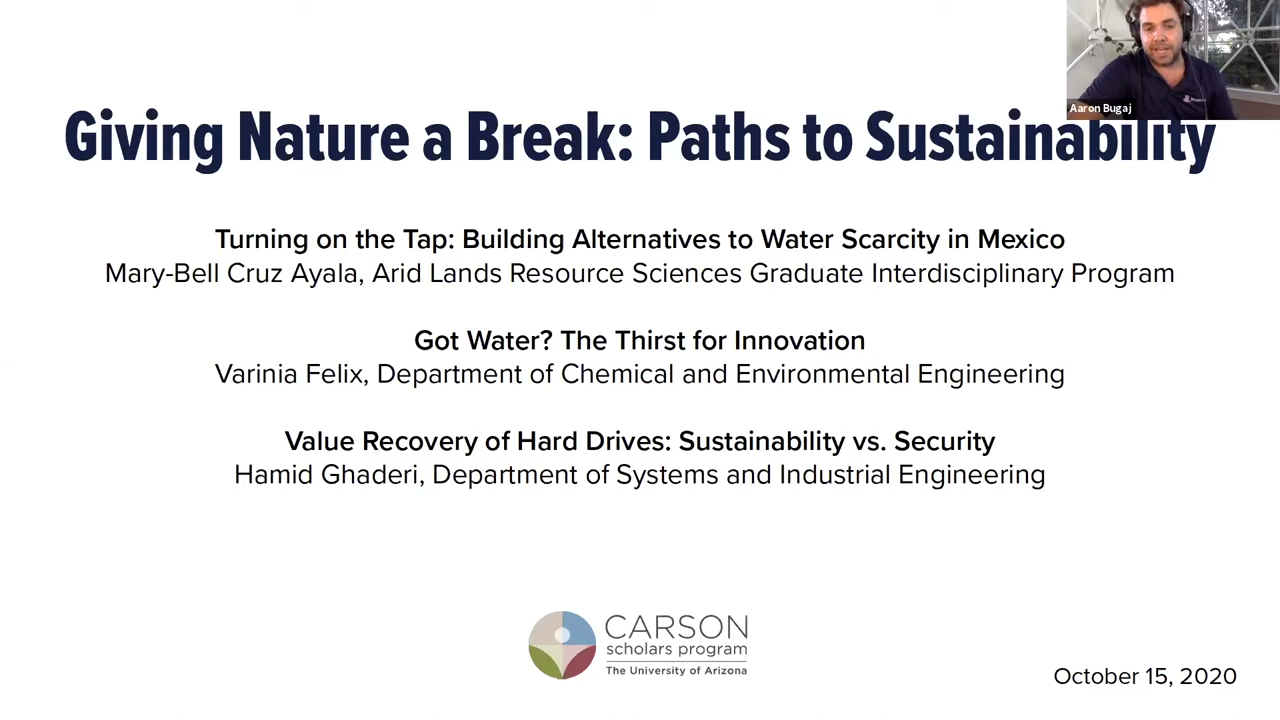 Aaron Bugaj
Giving Nature a Break: Paths to Sustainability
Turning on the Tap: Building Alternatives to Water Scarcity in Mexico
Mary-Bell Cruz Ayala, Arid Lands Resource Sciences Graduate Interdisciplinary Program
Got Water? The Thirst for Innovation
Varinia Felix, Department of Chemical and Environmental Engineering
Value Recovery of Hard Drives: Sustainability vs. Security
Hamid Ghaderi, Department of Systems and Industrial Engineering
CARSON
scholars program
The University of Arizona
October 15, 2020